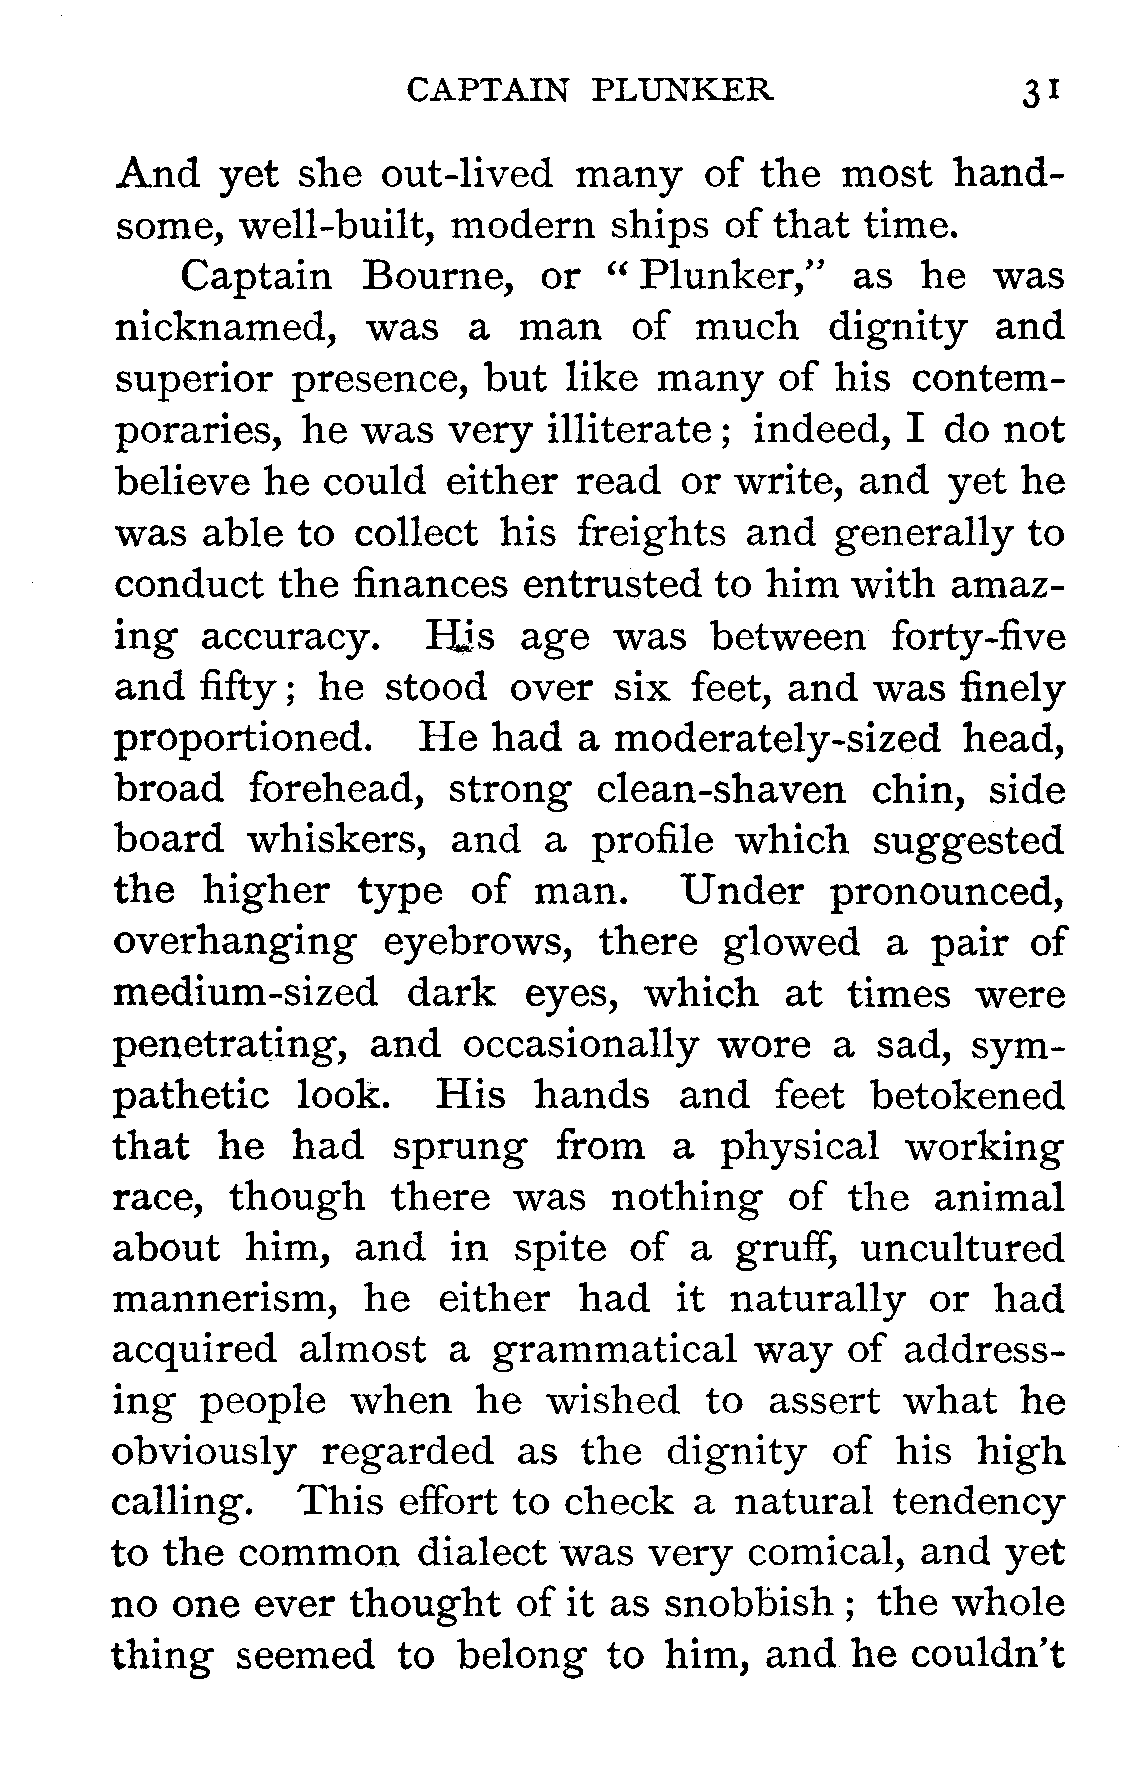 CAPTAIN PLUNKER 31
And yet she out-lived many of the most hand-
some, well-built, modern ships of that time.
Captain Bourne, or " Plunker," as he was
nicknamed, was a man of much dignity and
superior presence, but like many of his contem-
poraries, he was very illiterate ; indeed, I do not
believe he could either read or write, and yet he
was able to collect his freights and generally to
conduct the finances entrusted to him with amaz-
ing accuracy. His age was between forty-five
and fifty ; he stood over six feet, and was finely
proportioned. He had a moderately-sized head,
broad forehead, strong clean-shaven chin, side
board whiskers, and a profile which suggested
the higher type of man. Under pronounced,
overhanging eyebrows, there glowed a pair of
medium-sized dark eyes, which at times were
penetrating, and occasionally wore a sad, sym-
pathetic look. His hands and feet betokened
that he had sprung from a physical working
race, though there was nothing of the animal
about him, and in spite of a gruff, uncultured
mannerism, he either had it naturally or had
acquired almost a grammatical way of address-
ing people when he wished to assert what he
obviously regarded as the dignity of his high
calling. This effort to check a natural tendency
to the common dialect was very comical, and yet
no one ever thought of it as snobbish ; the whole
thing seemed to belong to him, and he couldn't